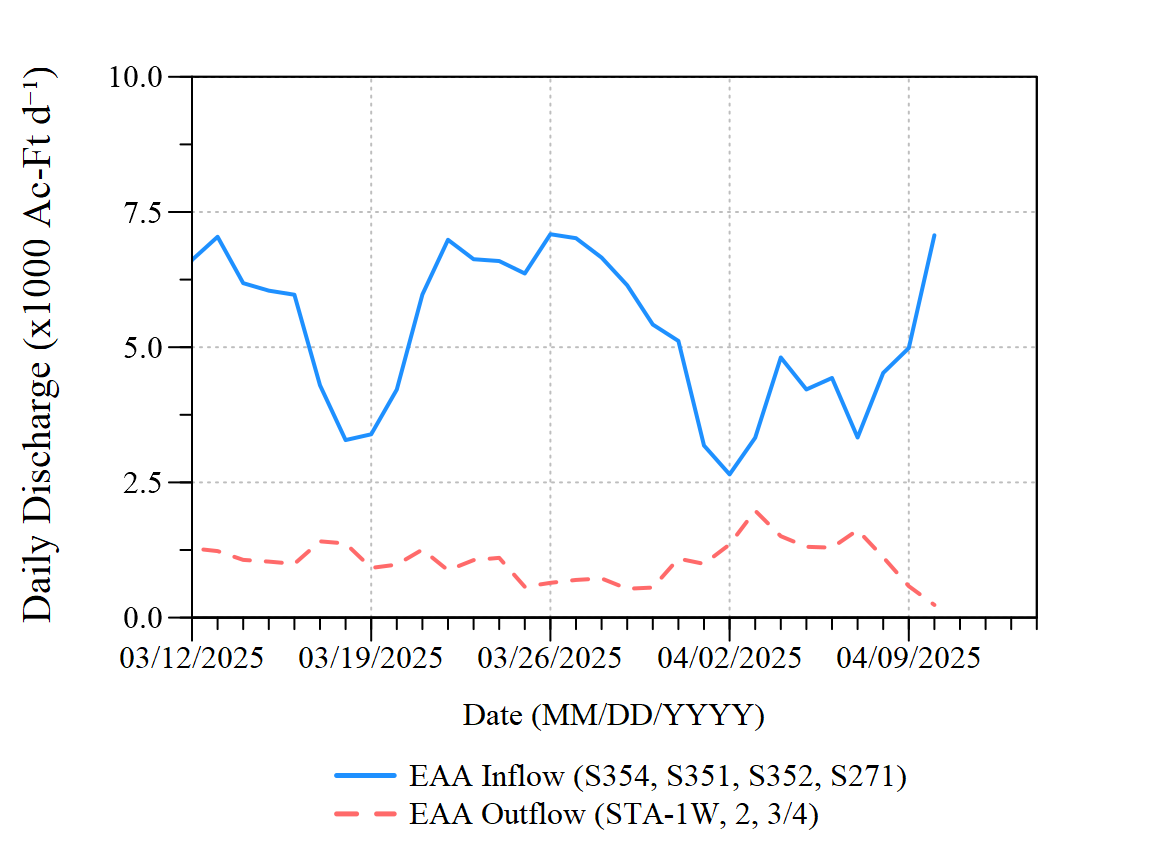 Daily Discharge (x1000 Ac-Ft d⁻¹)
10.0
7.5
5.0
2.5
0.0
03/12/2025 03/19/2025 03/26/2025 04/02/2025 04/09/2025
Date (MM/DD/YYYY)
EAA Inflow (S354, S351, S352, S271)
EAA Outflow (STA-1W, 2, 3/4)